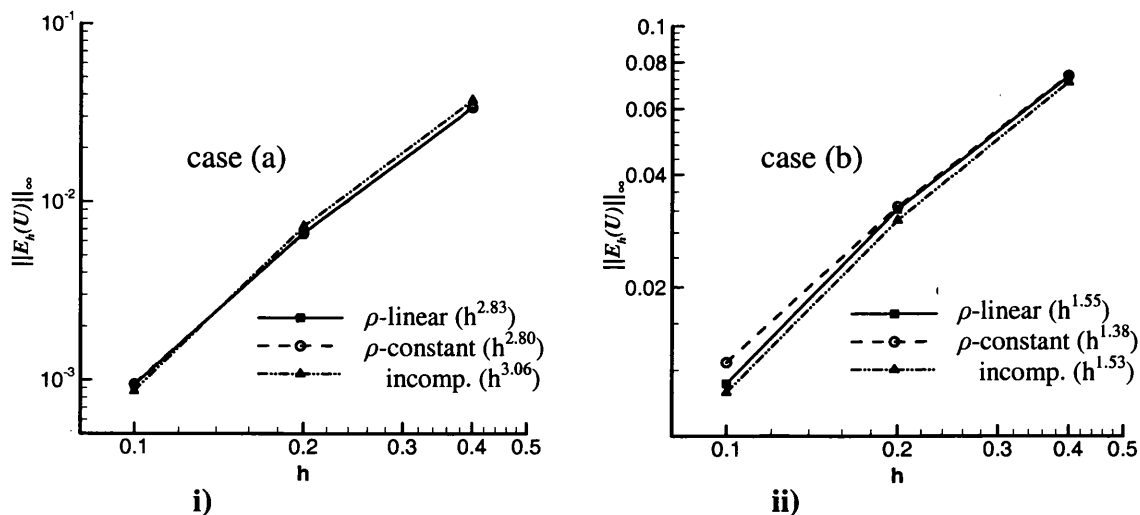 10^-1
10^-2
10^-3
||E_h(U)||_∞
case (a)
ρ-linear (h^2.83)
ρ-constant (h^2.80)
incomp. (h^3.06)
0.1 0.2 0.3 0.4 0.5
h
i)
0.1
0.08
0.06
0.04
0.02
||E_h(U)||_∞
case (b)
ρ-linear (h^1.55)
ρ-constant (h^1.38)
incomp. (h^1.53)
0.1 0.2 0.3 0.4 0.5
h
ii)